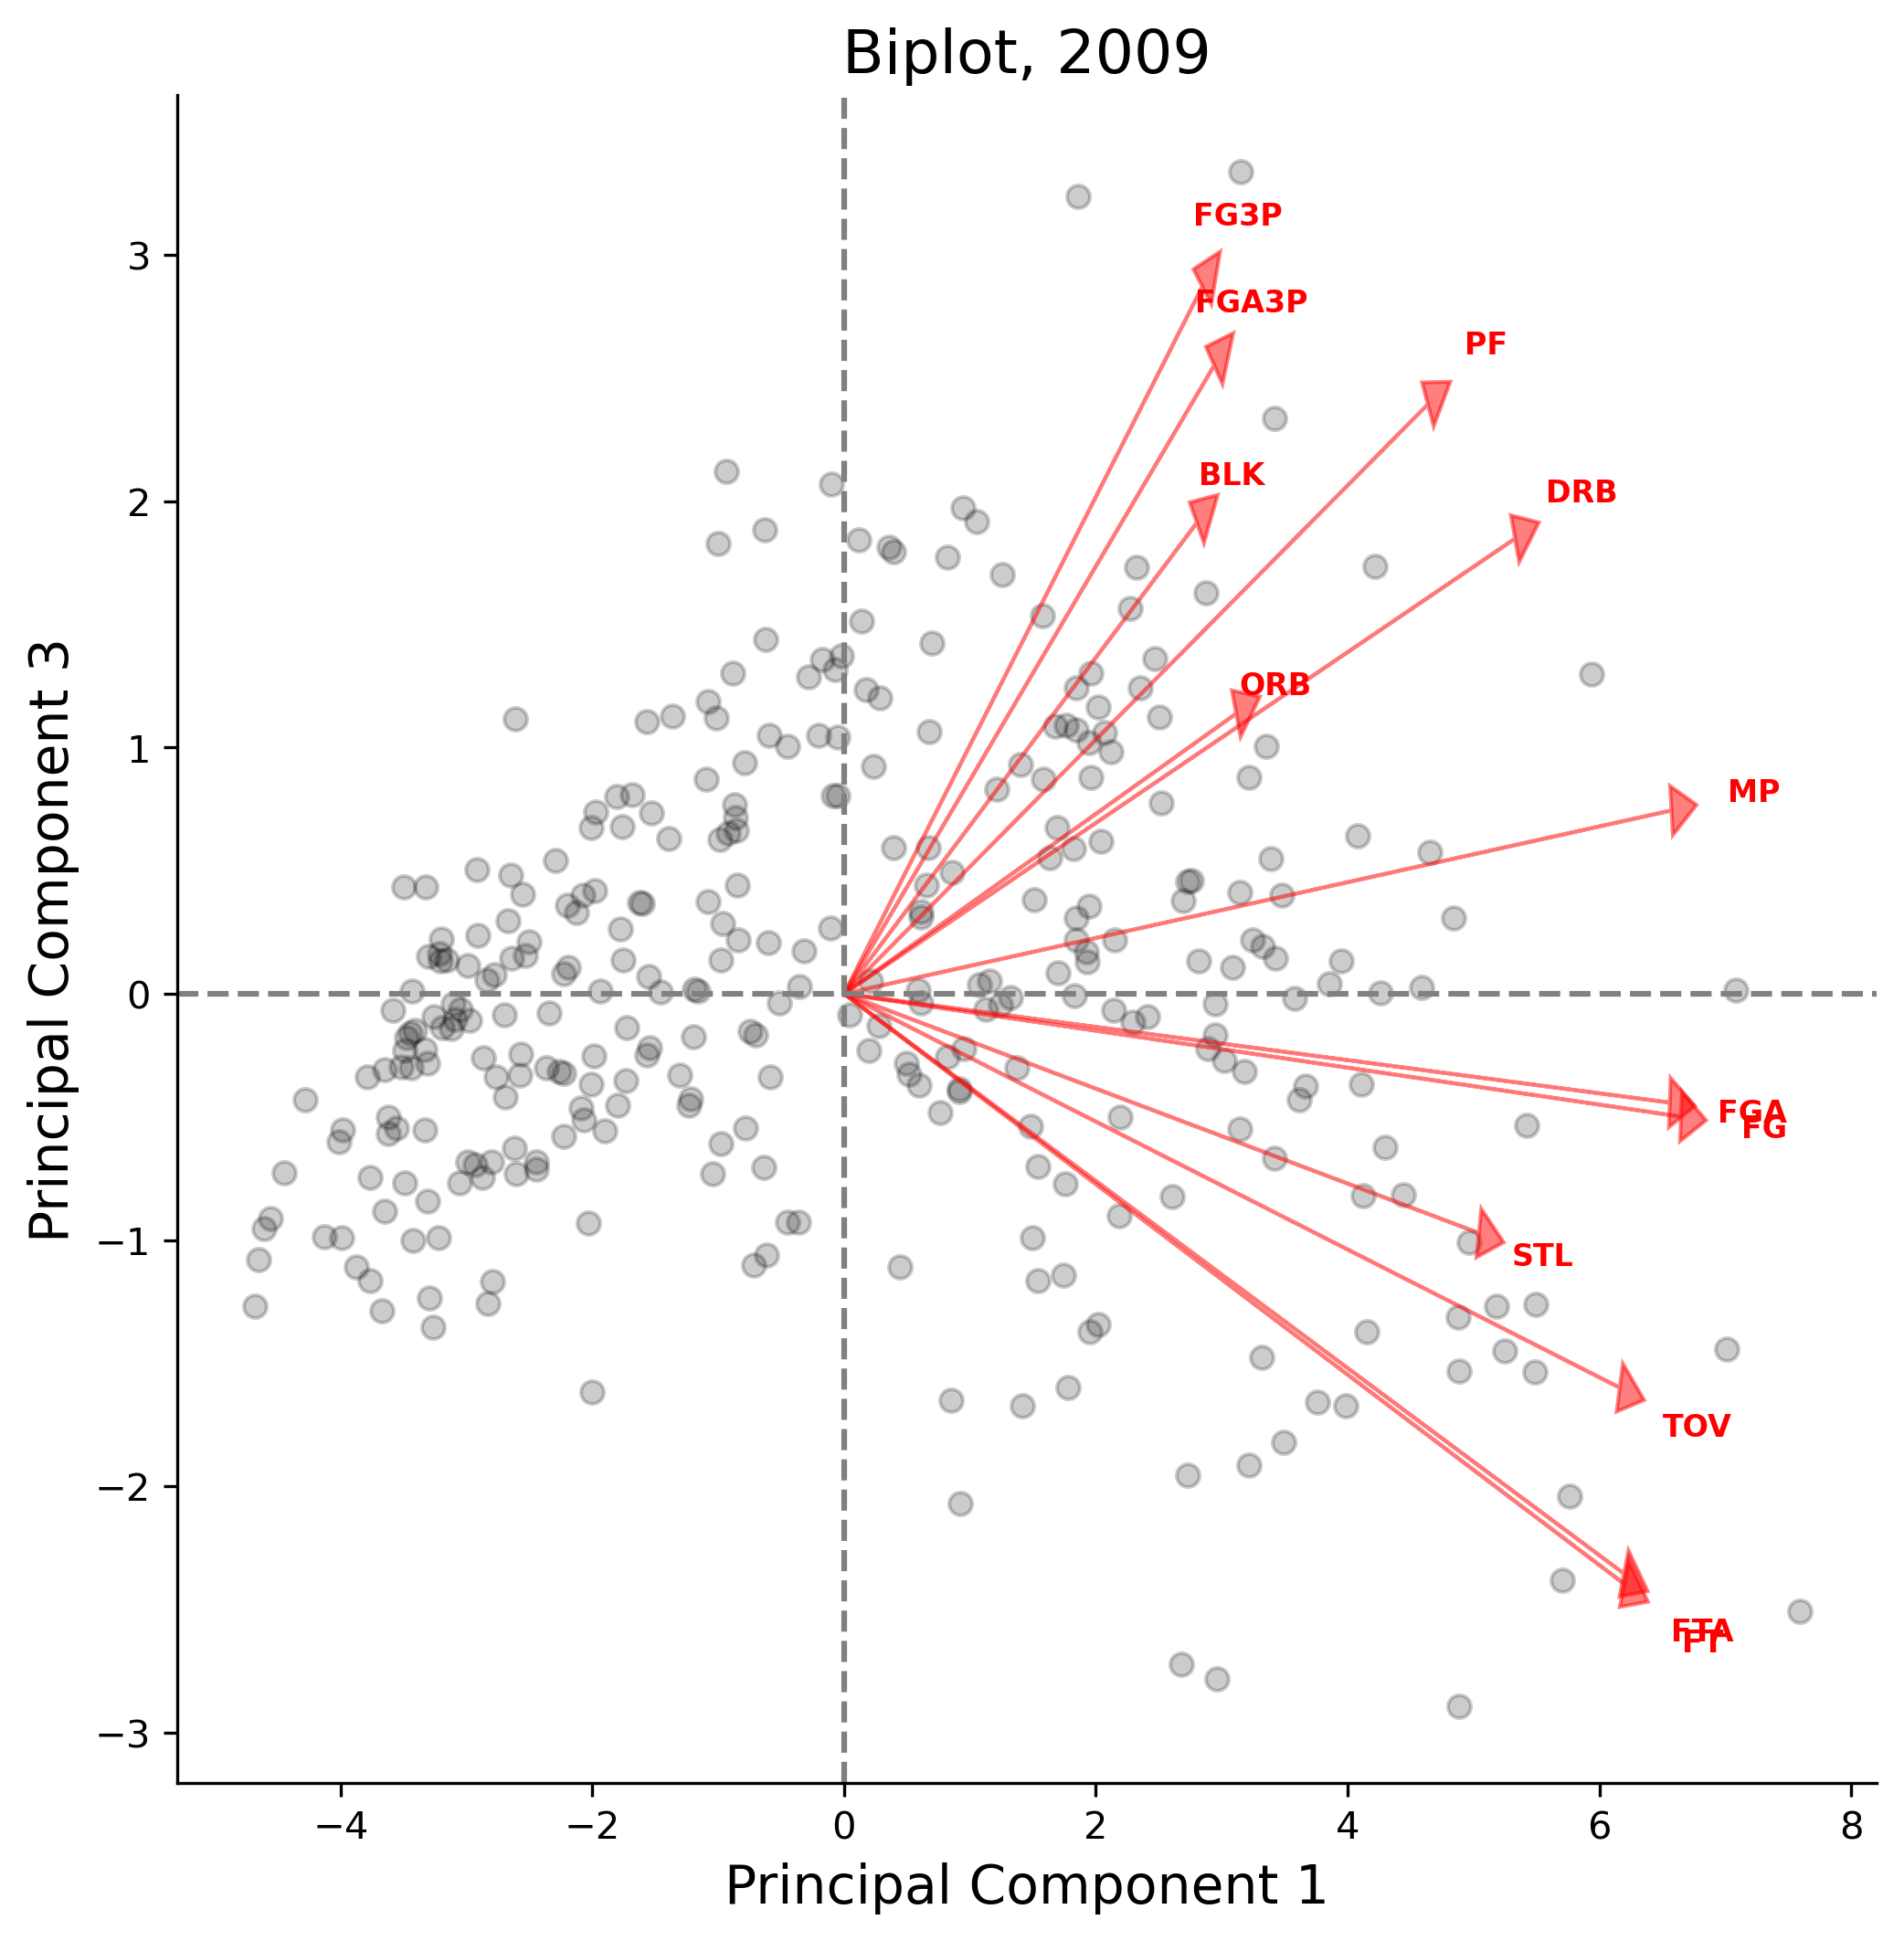 Biplot, 2009
FG3P
FGA3P
PF
BLK
DRB
ORB
MP
FGA
FG
STL
TOV
FTA
FT
3
2
1
0
−1
−2
−3
−4
−2
0
2
4
6
8
Principal Component 3
Principal Component 1